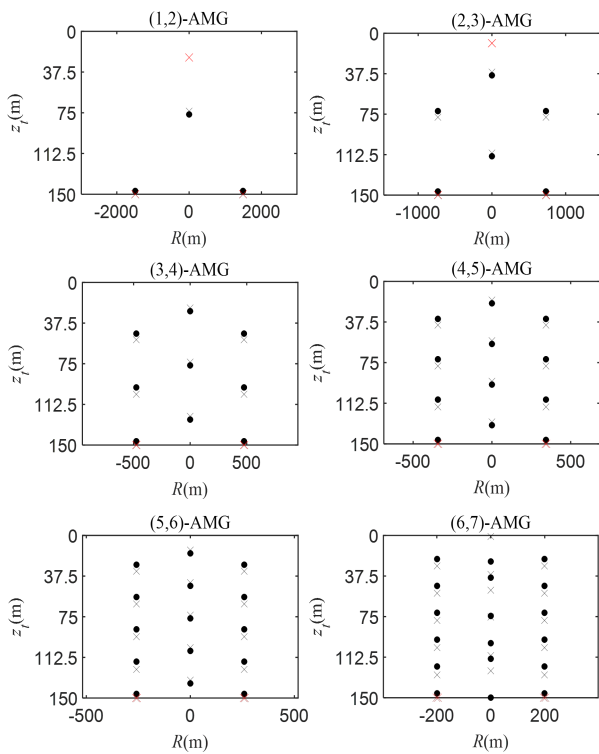 (1,2)-AMG
(2,3)-AMG
0
37.5
75
112.5
150
z_t(m)
-2000 0 2000
R(m)
0
37.5
75
112.5
150
z_t(m)
-1000 0 1000
R(m)
(3,4)-AMG
(4,5)-AMG
0
37.5
75
112.5
150
z_t(m)
-500 0 500
R(m)
0
37.5
75
112.5
150
z_t(m)
-500 0 500
R(m)
(5,6)-AMG
(6,7)-AMG
0
37.5
75
112.5
150
z_t(m)
-500 0 500
R(m)
0
37.5
75
112.5
150
z_t(m)
-200 0 200
R(m)